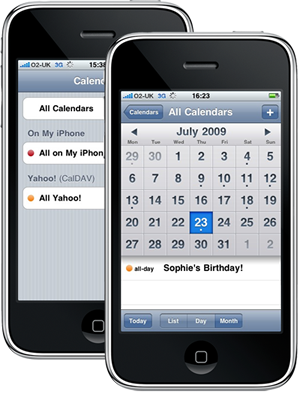 O2-UK 3G 15:38
Calend
All Calendars
On My iPhone
All on My iPhon
Yahoo! (CalDAV)
All Yahoo!
O2-UK 3G 16:23
Calendars All Calendars +
July 2009
Mon Tue Wed Thu Fri Sat Sun
29 30 1 2 3 4 5
6 7 8 9 10 11 12
13 14 15 16 17 18 19
20 21 22 23 24 25 26
27 28 29 30 31 1 2
all-day Sophie's Birthday!
Today List Day Month